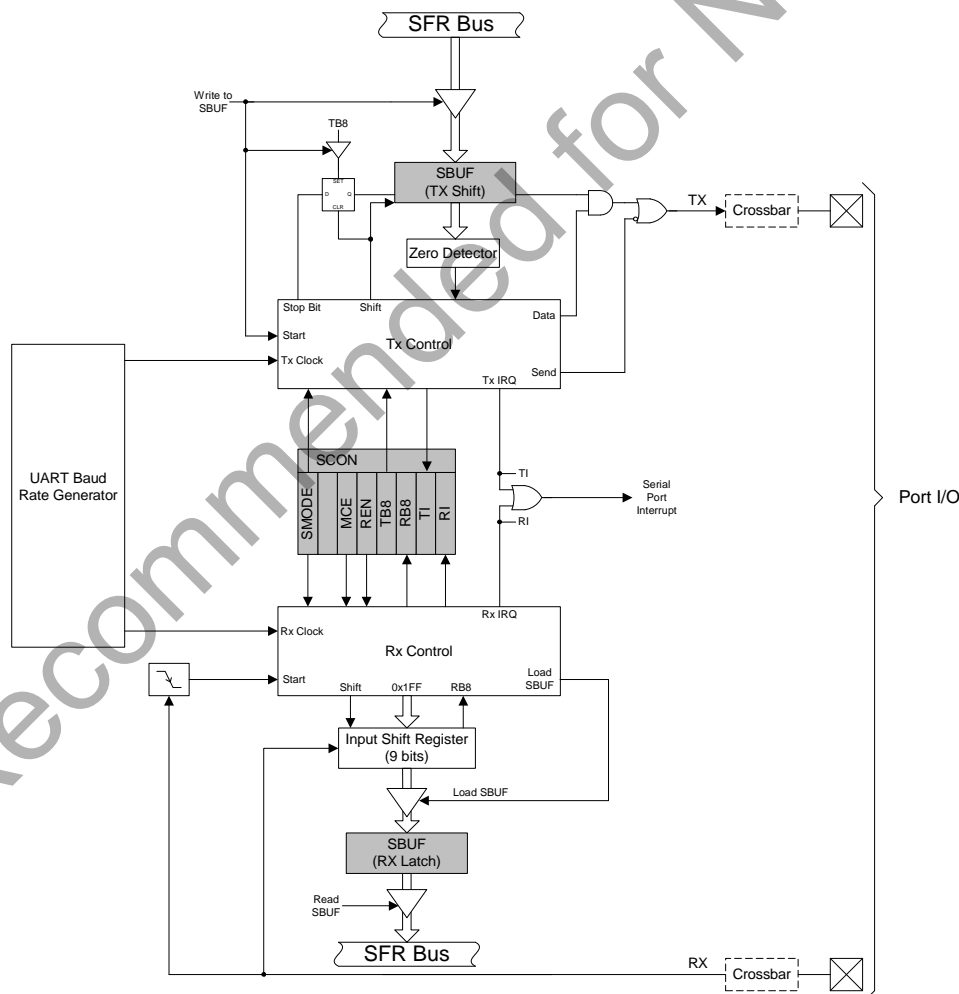 SFR Bus
Write to
SBUF
TB8
SET
D
Q
CLR
SBUF
(TX Shift)
TX
Crossbar
Zero Detector
Stop Bit
Shift
Data
Start
Tx Control
Tx Clock
Send
Tx IRQ
UART Baud
Rate Generator
SCON
SMODE
MCE
REN
TB8
RB8
TI
RI
TI
Serial
Port
Interrupt
RI
Port I/O
Rx IRQ
Rx Clock
Rx Control
Start
Load
SBUF
Shift
0x1FF
RB8
Input Shift Register
(9 bits)
Load SBUF
SBUF
(RX Latch)
Read
SBUF
SFR Bus
RX
Crossbar
Recommended for N